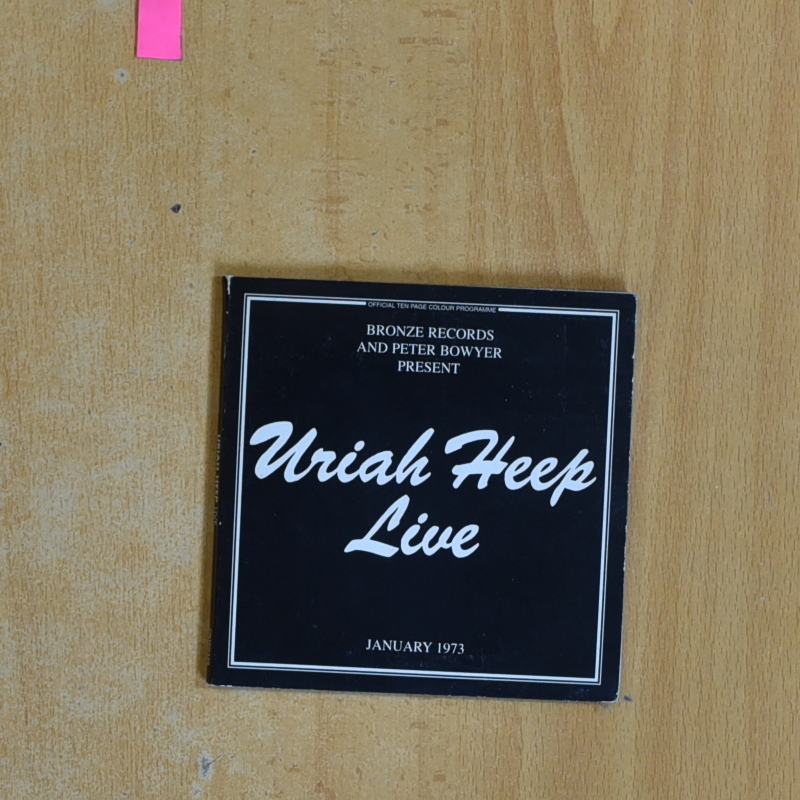 OFFICIAL TEN PAGE COLOUR PROGRAMME
BRONZE RECORDS
AND PETER BOWYER
PRESENT
Uriah Heep
Live
JANUARY 1973